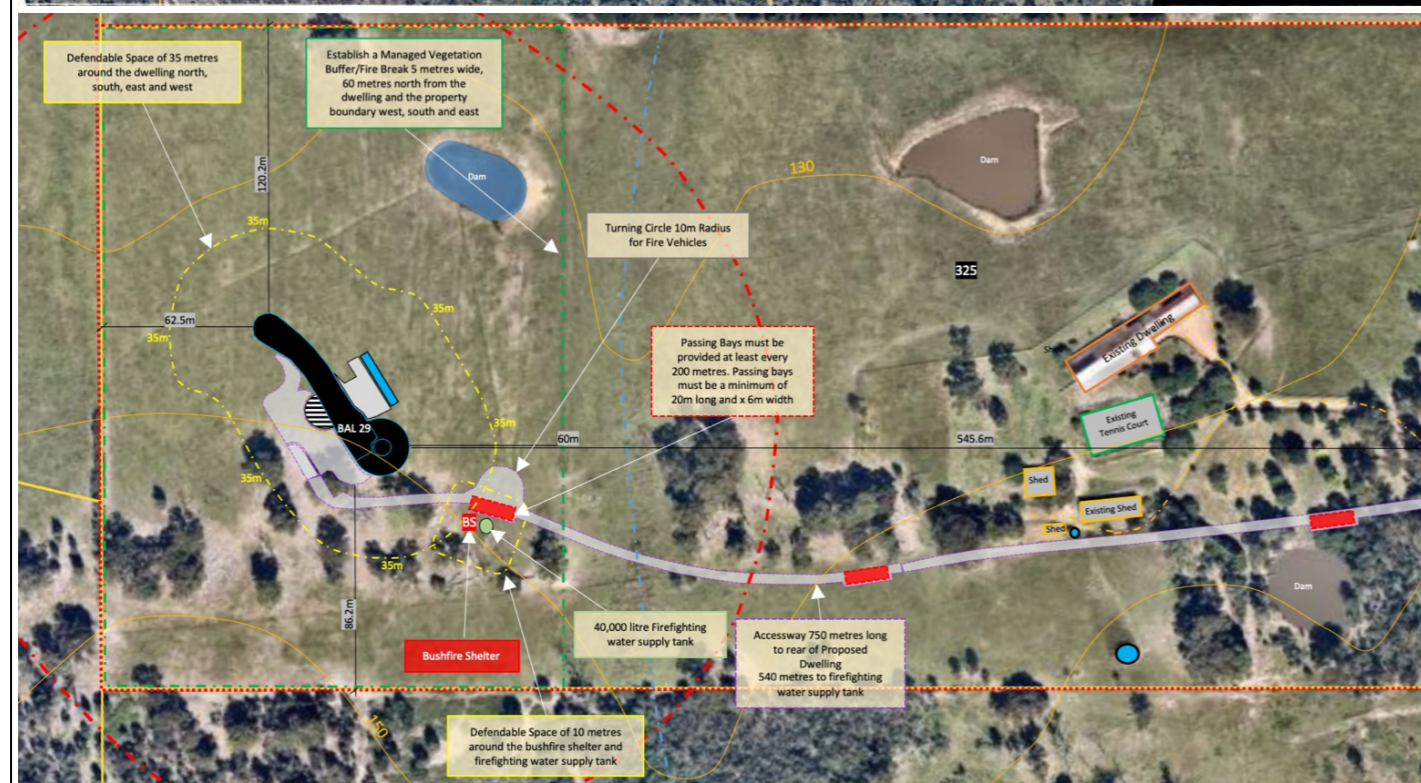 Defendable Space of 35 metres
around the dwelling north,
south, east and west
Establish a Managed Vegetation
Buffer/Fire Break 5 metres wide,
60 metres north from the
dwelling and the property
boundary west, south and east
Dam
130
Dam
120.2m
35m
Turning Circle 10m Radius
for Fire Vehicles
325
35m
62.5m
35m
Passing Bays must be
provided at least every
200 metres. Passing bays
must be a minimum of
20m long and x 6m width
Existing Dwelling
Existing
Tennis Court
BAL 29
35m
60m
545.6m
35m
Shed
Existing Shed
Shed
BS
35m
Dam
86.2m
40,000 litre Firefighting
water supply tank
Accessway 750 metres long
to rear of Proposed
Dwelling
540 metres to firefighting
water supply tank
Bushfire Shelter
150
Defendable Space of 10 metres
around the bushfire shelter and
firefighting water supply tank